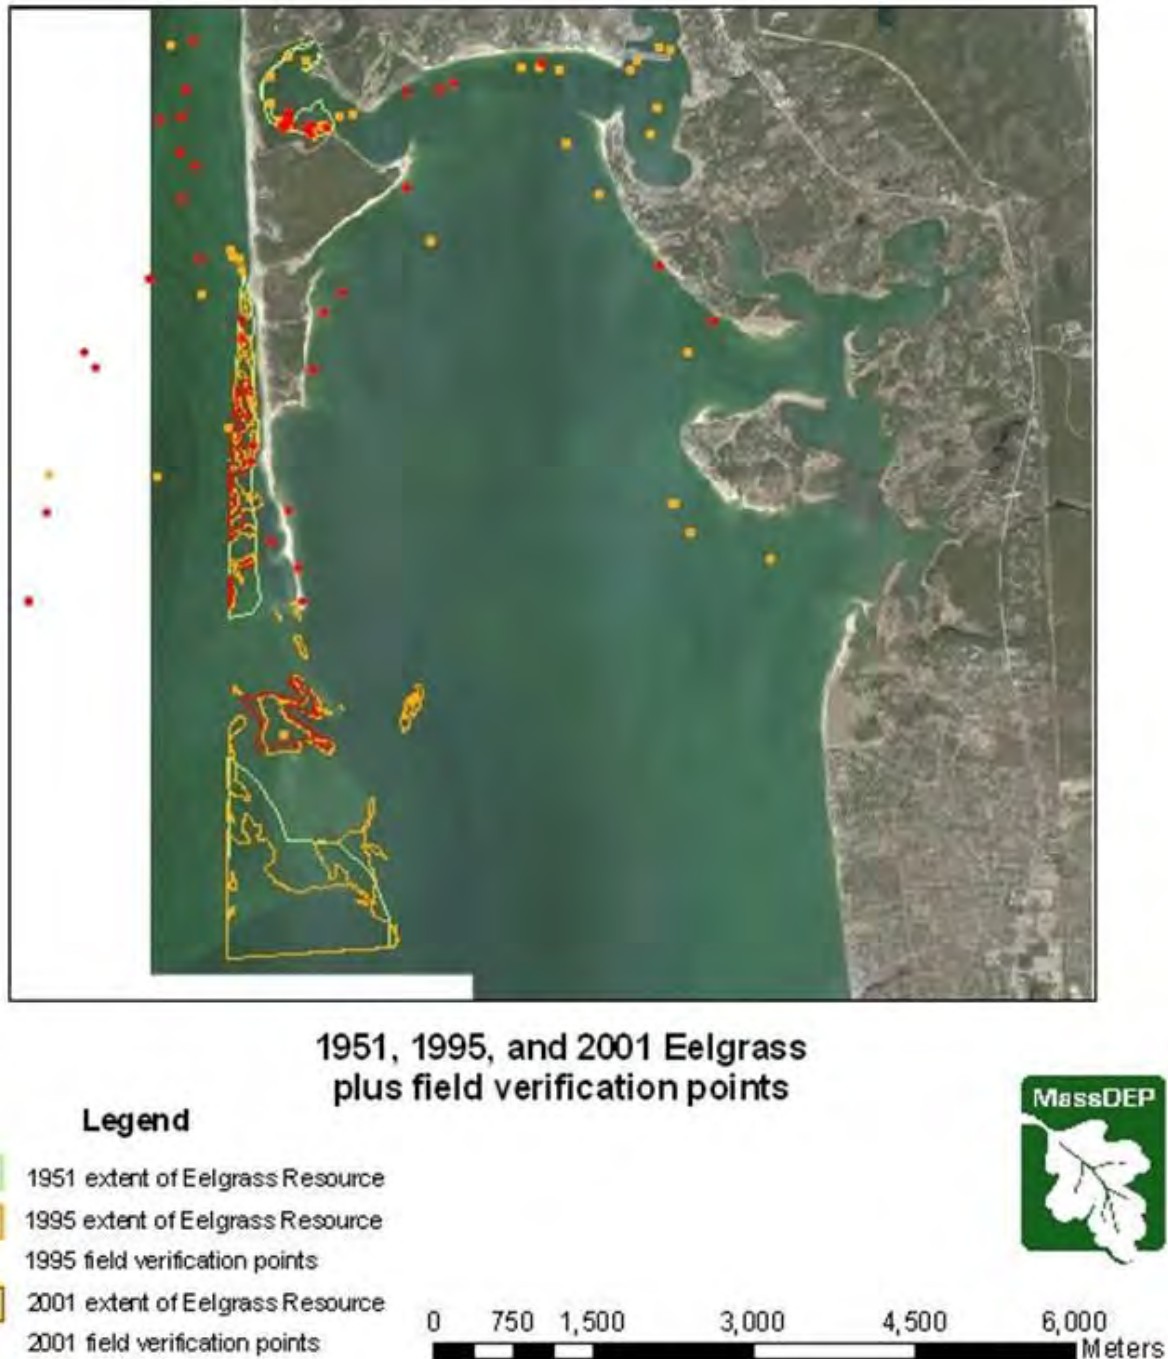 1951, 1995, and 2001 Eelgrass
plus field verification points
Legend
1951 extent of Eelgrass Resource
1995 extent of Eelgrass Resource
1995 field verification points
2001 extent of Eelgrass Resource
2001 field verification points
MassDEP
0 750 1,500 3,000 4,500 6,000
Meters